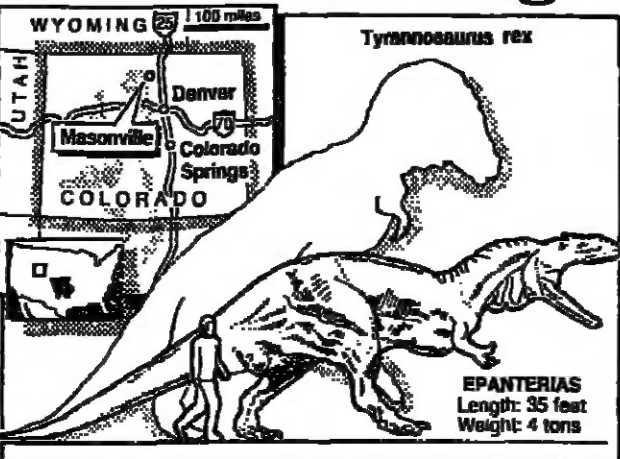 WYOMING
25
100 miles
UTAH
Denver
70
Masonville
Colorado
Springs
COLORADO
Tyrannosaurus rex
EPANTERIAS
Length: 35 feet
Weight: 4 tons